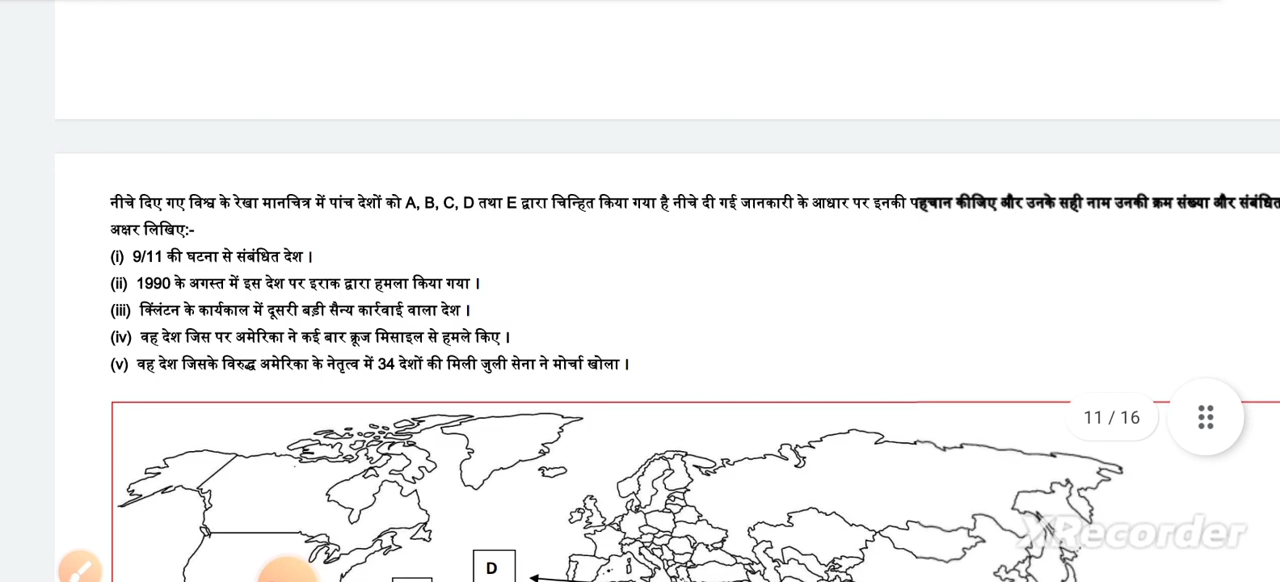 नीचे दिए गए विश्व के रेखा मानचित्र में पांच देशों को A, B, C, D तथा E द्वारा चिन्हित किया गया है नीचे दी गई जानकारी के आधार पर इनकी पहचान कीजिए और उनके सही नाम उनकी क्रम संख्या और संबंधित
अक्षर लिखिए:-
(i) 9/11 की घटना से संबंधित देश।
(ii) 1990 के अगस्त में इस देश पर इराक द्वारा हमला किया गया।
(iii) क्लिंटन के कार्यकाल में दूसरी बड़ी सैन्य कार्रवाई वाला देश।
(iv) वह देश जिस पर अमेरिका ने कई बार क्रूज मिसाइल से हमले किए।
(v) वह देश जिसके विरुद्ध अमेरिका के नेतृत्व में 34 देशों की मिली जुली सेना ने मोर्चा खोला।
11 / 16
XRecorder
D